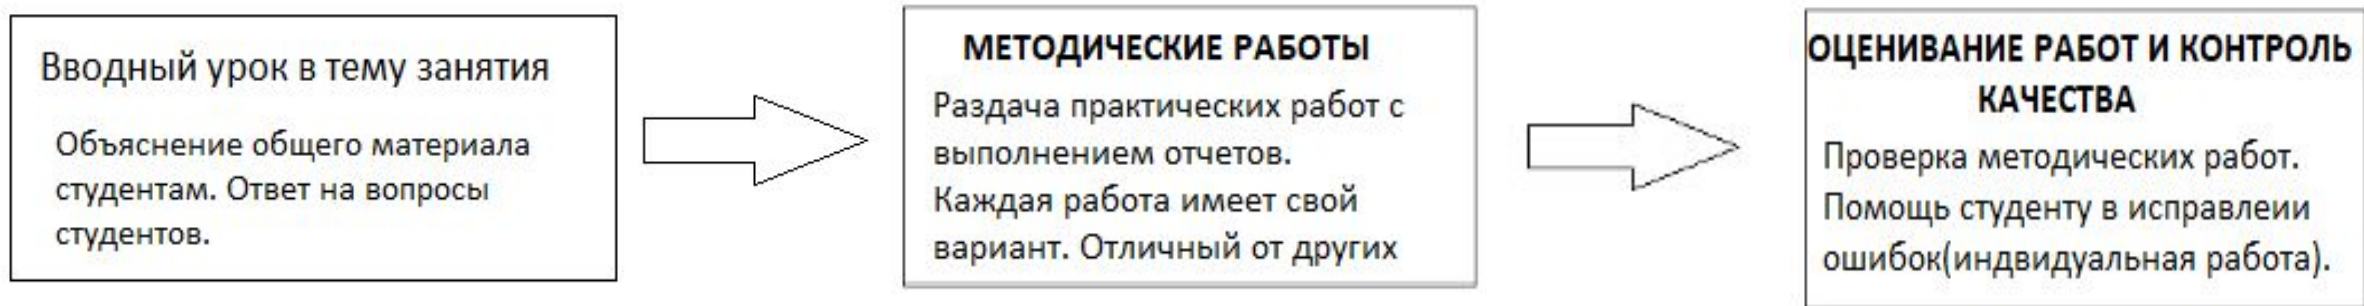 Вводный урок в тему занятия
Объяснение общего материала
студентам. Ответ на вопросы
студентов.
МЕТОДИЧЕСКИЕ РАБОТЫ
Раздача практических работ с
выполнением отчетов.
Каждая работа имеет свой
вариант. Отличный от других
ОЦЕНИВАНИЕ РАБОТ И КОНТРОЛЬ
КАЧЕСТВА
Проверка методических работ.
Помощь студенту в исправлеии
ошибок(индвидуальная работа).